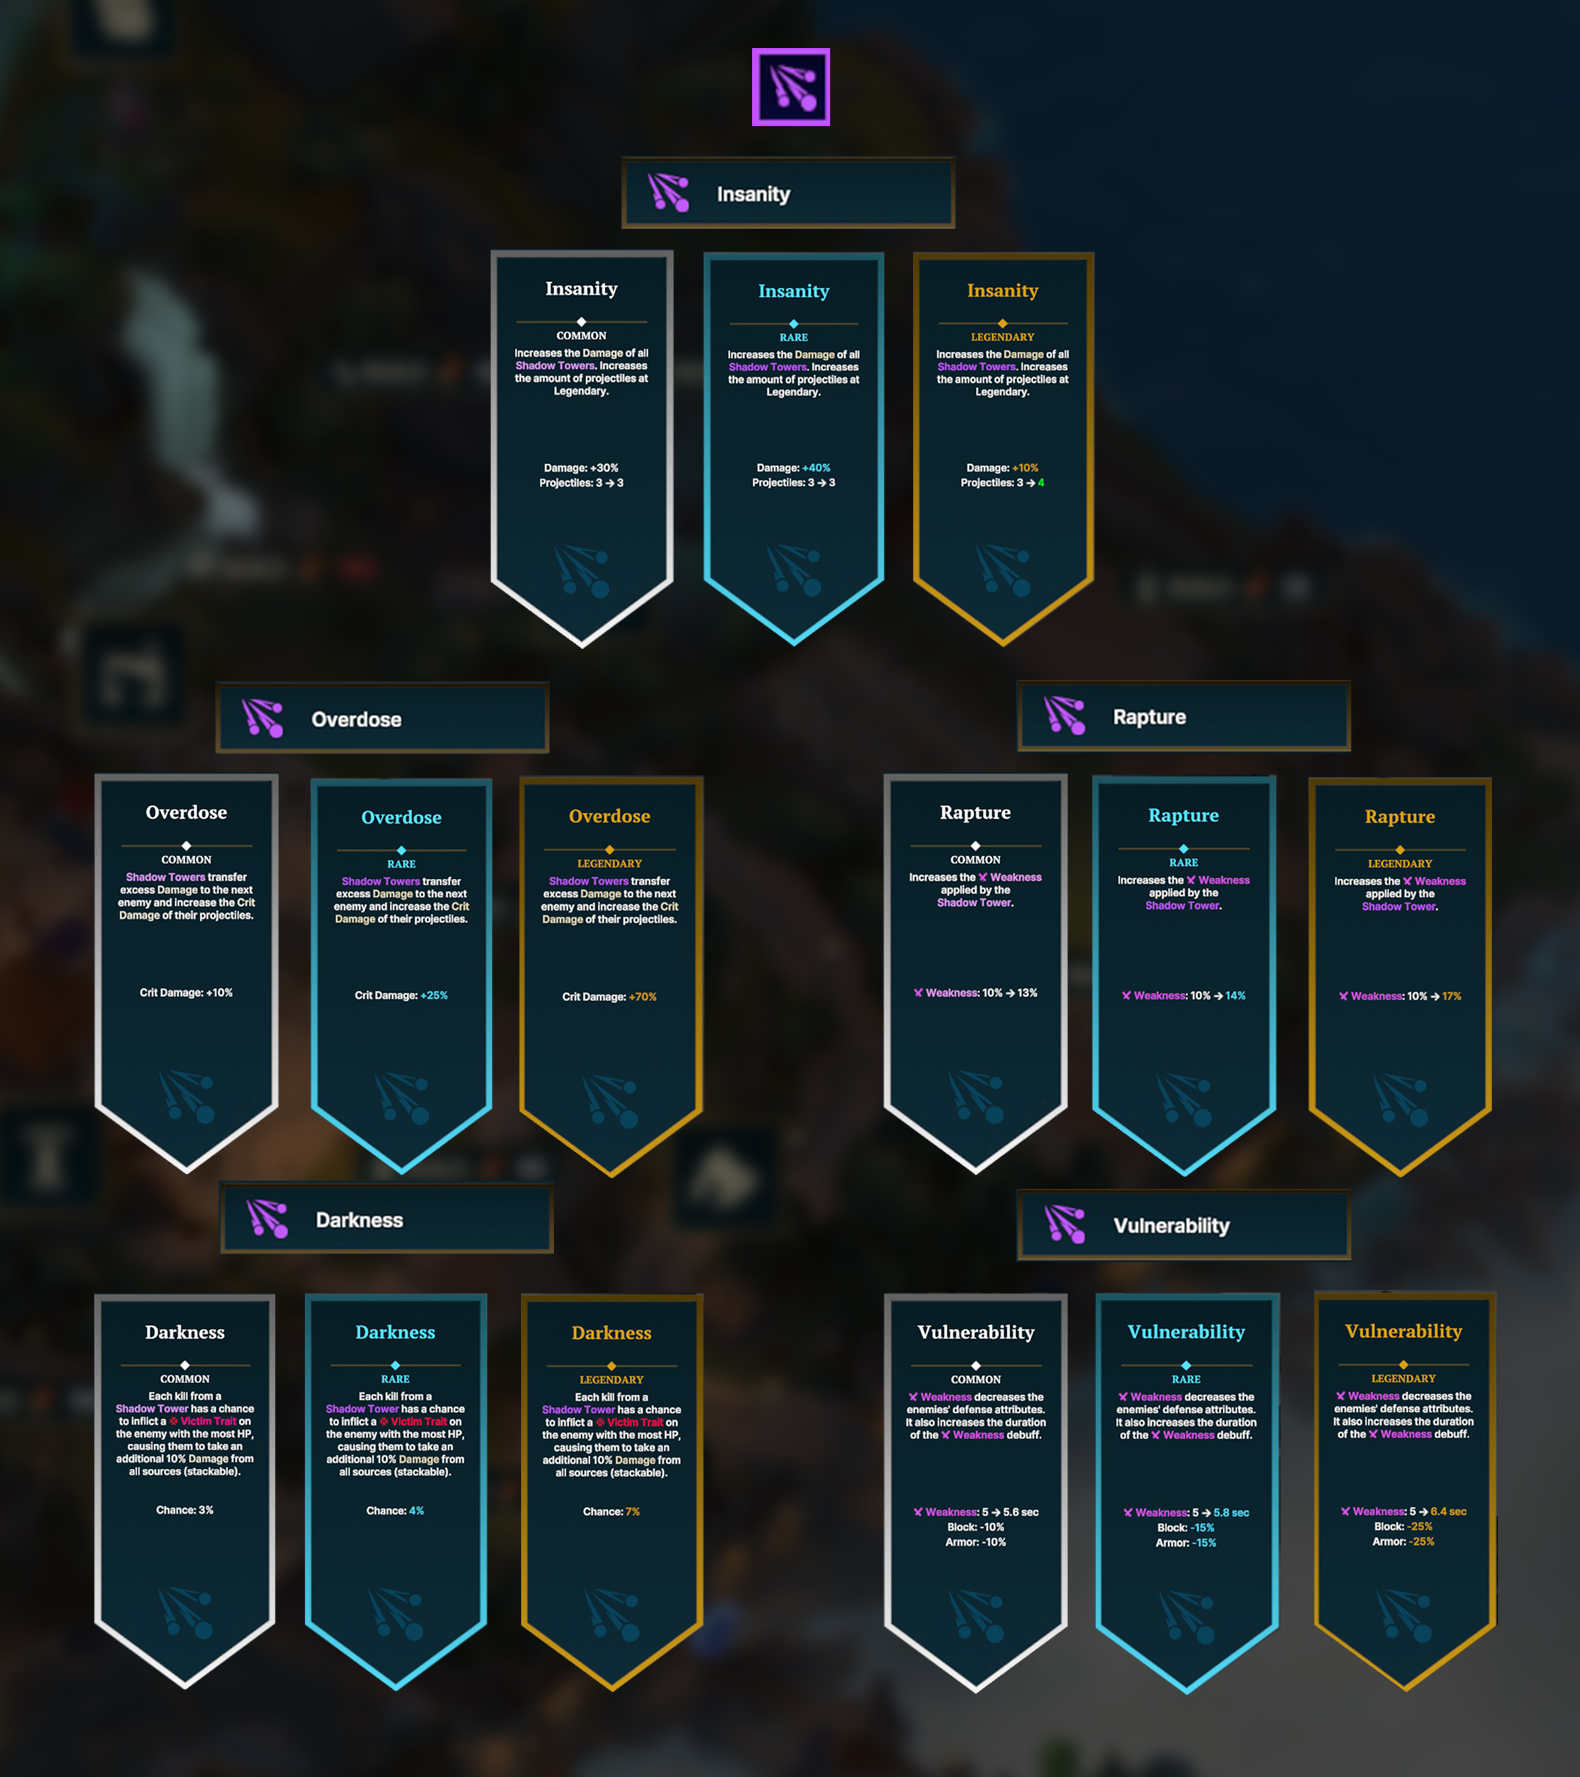 Insanity
Insanity
COMMON
Increases the Damage of all
Shadow Towers. Increases
the amount of projectiles at
Legendary.
Damage: +30%
Projectiles: 3 → 3
Insanity
RARE
Increases the Damage of all
Shadow Towers. Increases
the amount of projectiles at
Legendary.
Damage: +40%
Projectiles: 3 → 3
Insanity
LEGENDARY
Increases the Damage of all
Shadow Towers. Increases
the amount of projectiles at
Legendary.
Damage: +10%
Projectiles: 3 → 4
Overdose
Overdose
COMMON
Shadow Towers transfer
excess Damage to the next
enemy and increase the Crit
Damage of their projectiles.
Crit Damage: +10%
Overdose
RARE
Shadow Towers transfer
excess Damage to the next
enemy and increase the Crit
Damage of their projectiles.
Crit Damage: +25%
Overdose
LEGENDARY
Shadow Towers transfer
excess Damage to the next
enemy and increase the Crit
Damage of their projectiles.
Crit Damage: +70%
Rapture
Rapture
COMMON
Increases the Weakness
applied by the
Shadow Tower.
Weakness: 10% → 13%
Rapture
RARE
Increases the Weakness
applied by the
Shadow Tower.
Weakness: 10% → 14%
Rapture
LEGENDARY
Increases the Weakness
applied by the
Shadow Tower.
Weakness: 10% → 17%
Darkness
Darkness
COMMON
Each kill from a
Shadow Tower has a chance
to inflict a Victim Trait on
the enemy with the most HP,
causing them to take an
additional 10% Damage from
all sources (stackable).
Chance: 3%
Darkness
RARE
Each kill from a
Shadow Tower has a chance
to inflict a Victim Trait on
the enemy with the most HP,
causing them to take an
additional 10% Damage from
all sources (stackable).
Chance: 4%
Darkness
LEGENDARY
Each kill from a
Shadow Tower has a chance
to inflict a Victim Trait on
the enemy with the most HP,
causing them to take an
additional 10% Damage from
all sources (stackable).
Chance: 7%
Vulnerability
Vulnerability
COMMON
Weakness decreases the
enemies' defense attributes.
It also increases the duration
of the Weakness debuff.
Weakness: 5 → 5.6 sec
Block: -10%
Armor: -10%
Vulnerability
RARE
Weakness decreases the
enemies' defense attributes.
It also increases the duration
of the Weakness debuff.
Weakness: 5 → 5.8 sec
Block: -15%
Armor: -15%
Vulnerability
LEGENDARY
Weakness decreases the
enemies' defense attributes.
It also increases the duration
of the Weakness debuff.
Weakness: 5 → 6.4 sec
Block: -25%
Armor: -25%